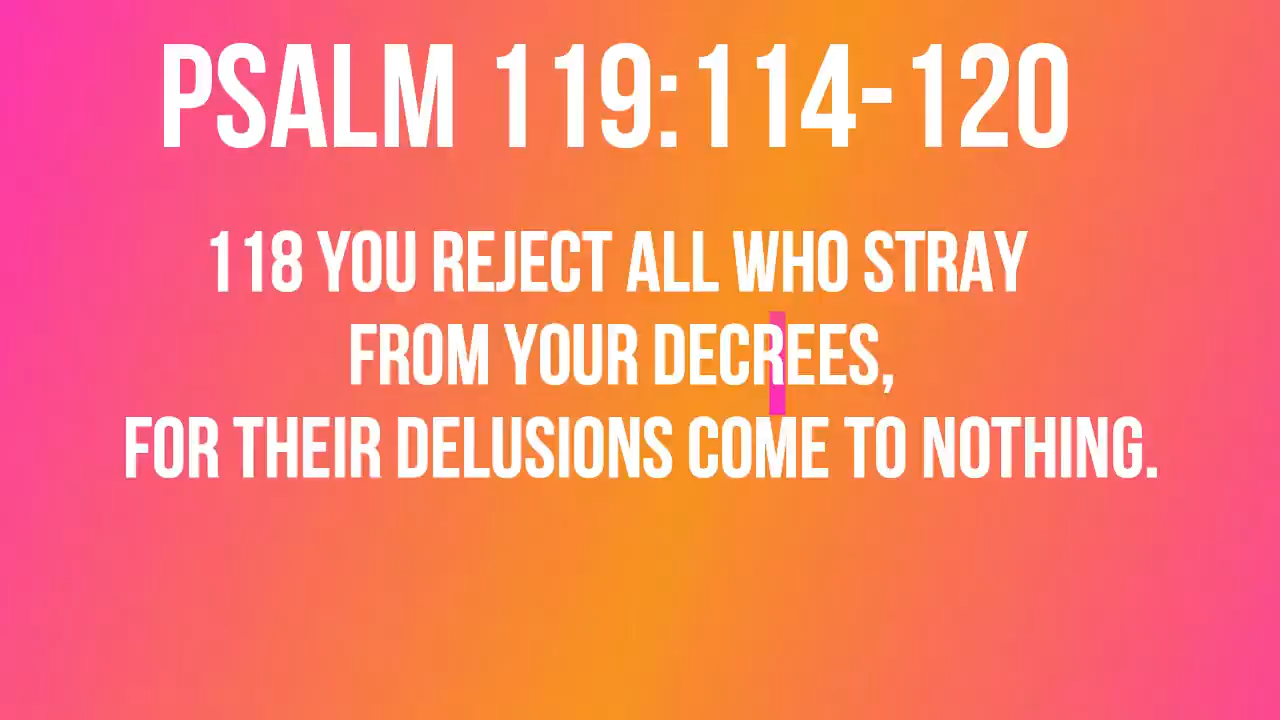 PSALM 119:114-120
118 YOU REJECT ALL WHO STRAY
FROM YOUR DECREES,
FOR THEIR DELUSIONS COME TO NOTHING.